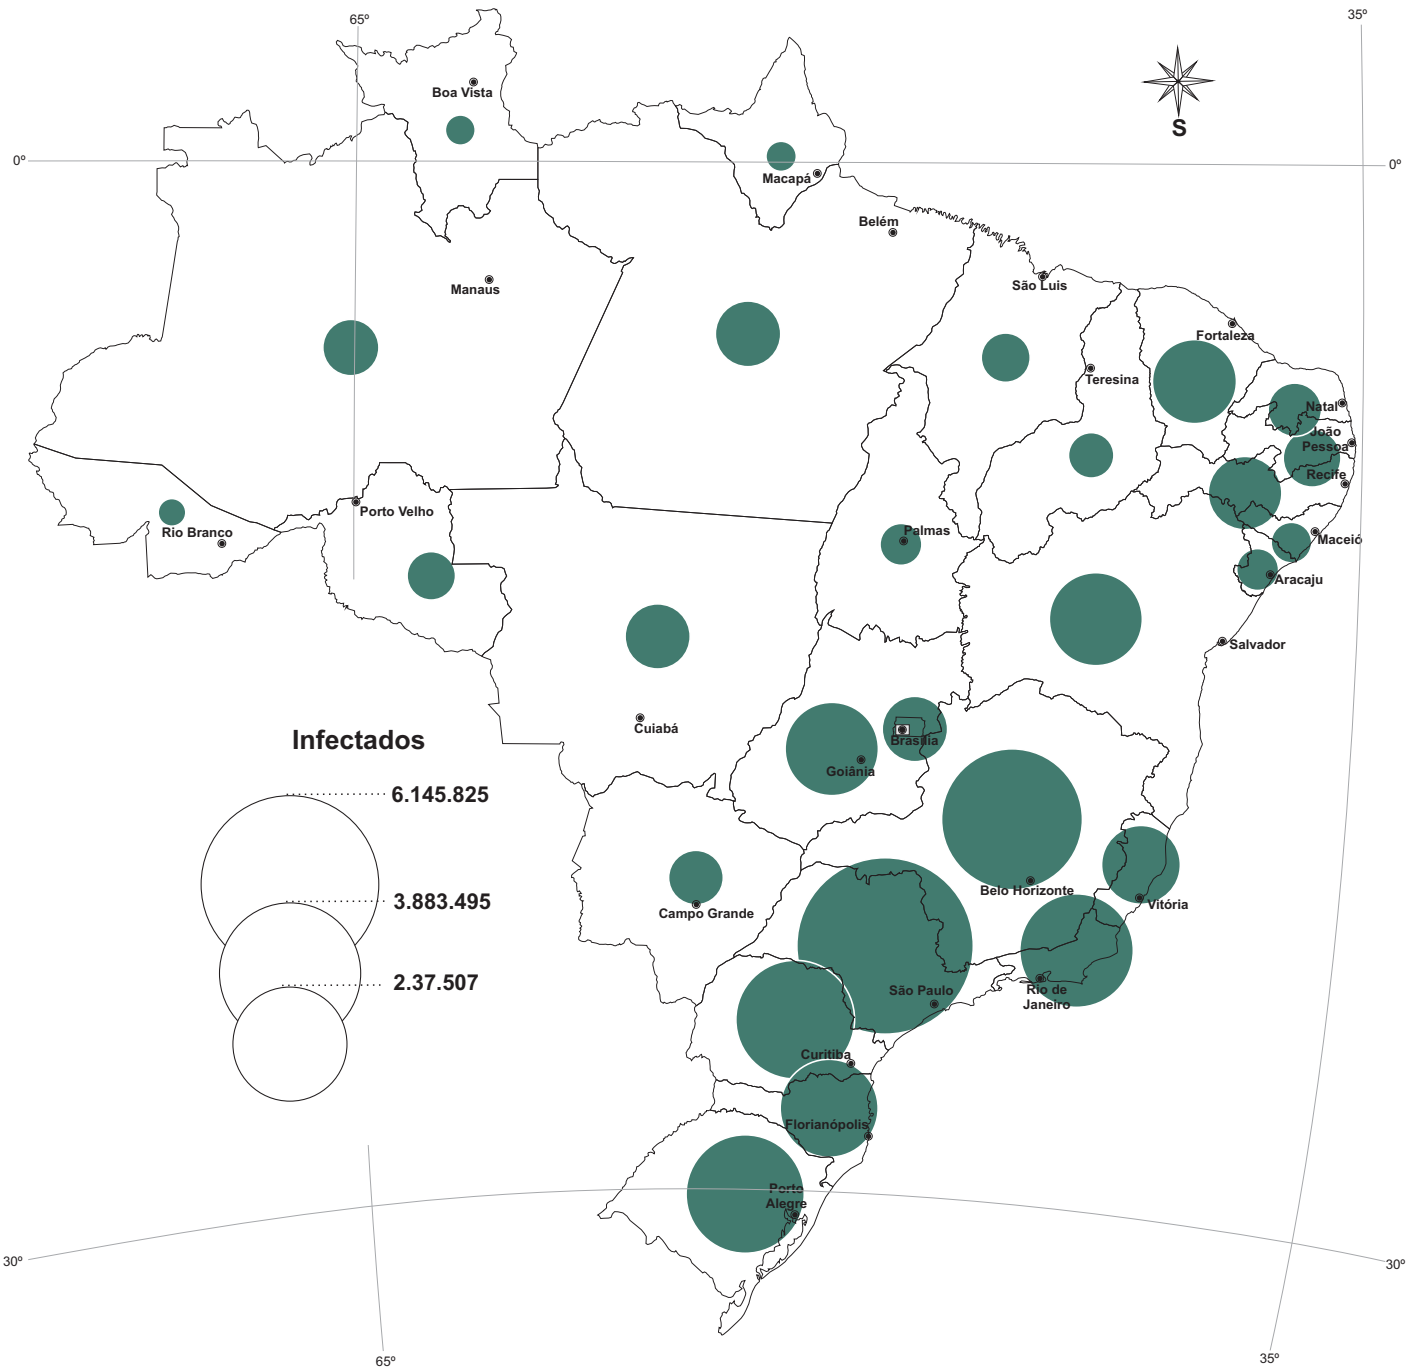 65º
35º
Boa Vista
S
0º
0º
Macapá
Belém
Manaus
São Luis
Fortaleza
Teresina
Natal
João
Pessoa
Recife
Porto Velho
Rio Branco
Palmas
Maceió
Aracaju
Salvador
Cuiabá
Infectados
Brasília
Goiânia
6.145.825
Belo Horizonte
3.883.495
Campo Grande
Vitória
2.37.507
São Paulo
Rio de
Janeiro
Curitiba
Florianópolis
Porto
Alegre
30º
30º
65º
35º